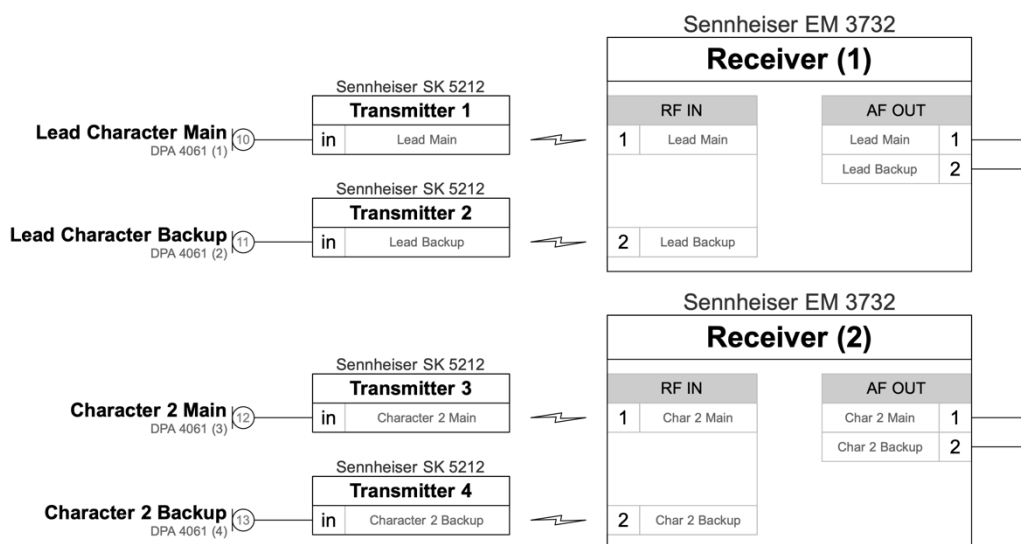 Sennheiser EM 3732
Receiver (1)
Sennheiser SK 5212
Transmitter 1
RF IN
AF OUT
Lead Character Main
DPA 4061 (1)
10
in
Lead Main
1
Lead Main
Lead Main
1
Lead Backup
2
Sennheiser SK 5212
Transmitter 2
Lead Character Backup
DPA 4061 (2)
11
in
Lead Backup
2
Lead Backup
Sennheiser EM 3732
Receiver (2)
Sennheiser SK 5212
Transmitter 3
RF IN
AF OUT
Character 2 Main
DPA 4061 (3)
12
in
Character 2 Main
1
Char 2 Main
Char 2 Main
1
Char 2 Backup
2
Sennheiser SK 5212
Transmitter 4
Character 2 Backup
DPA 4061 (4)
13
in
Character 2 Backup
2
Char 2 Backup